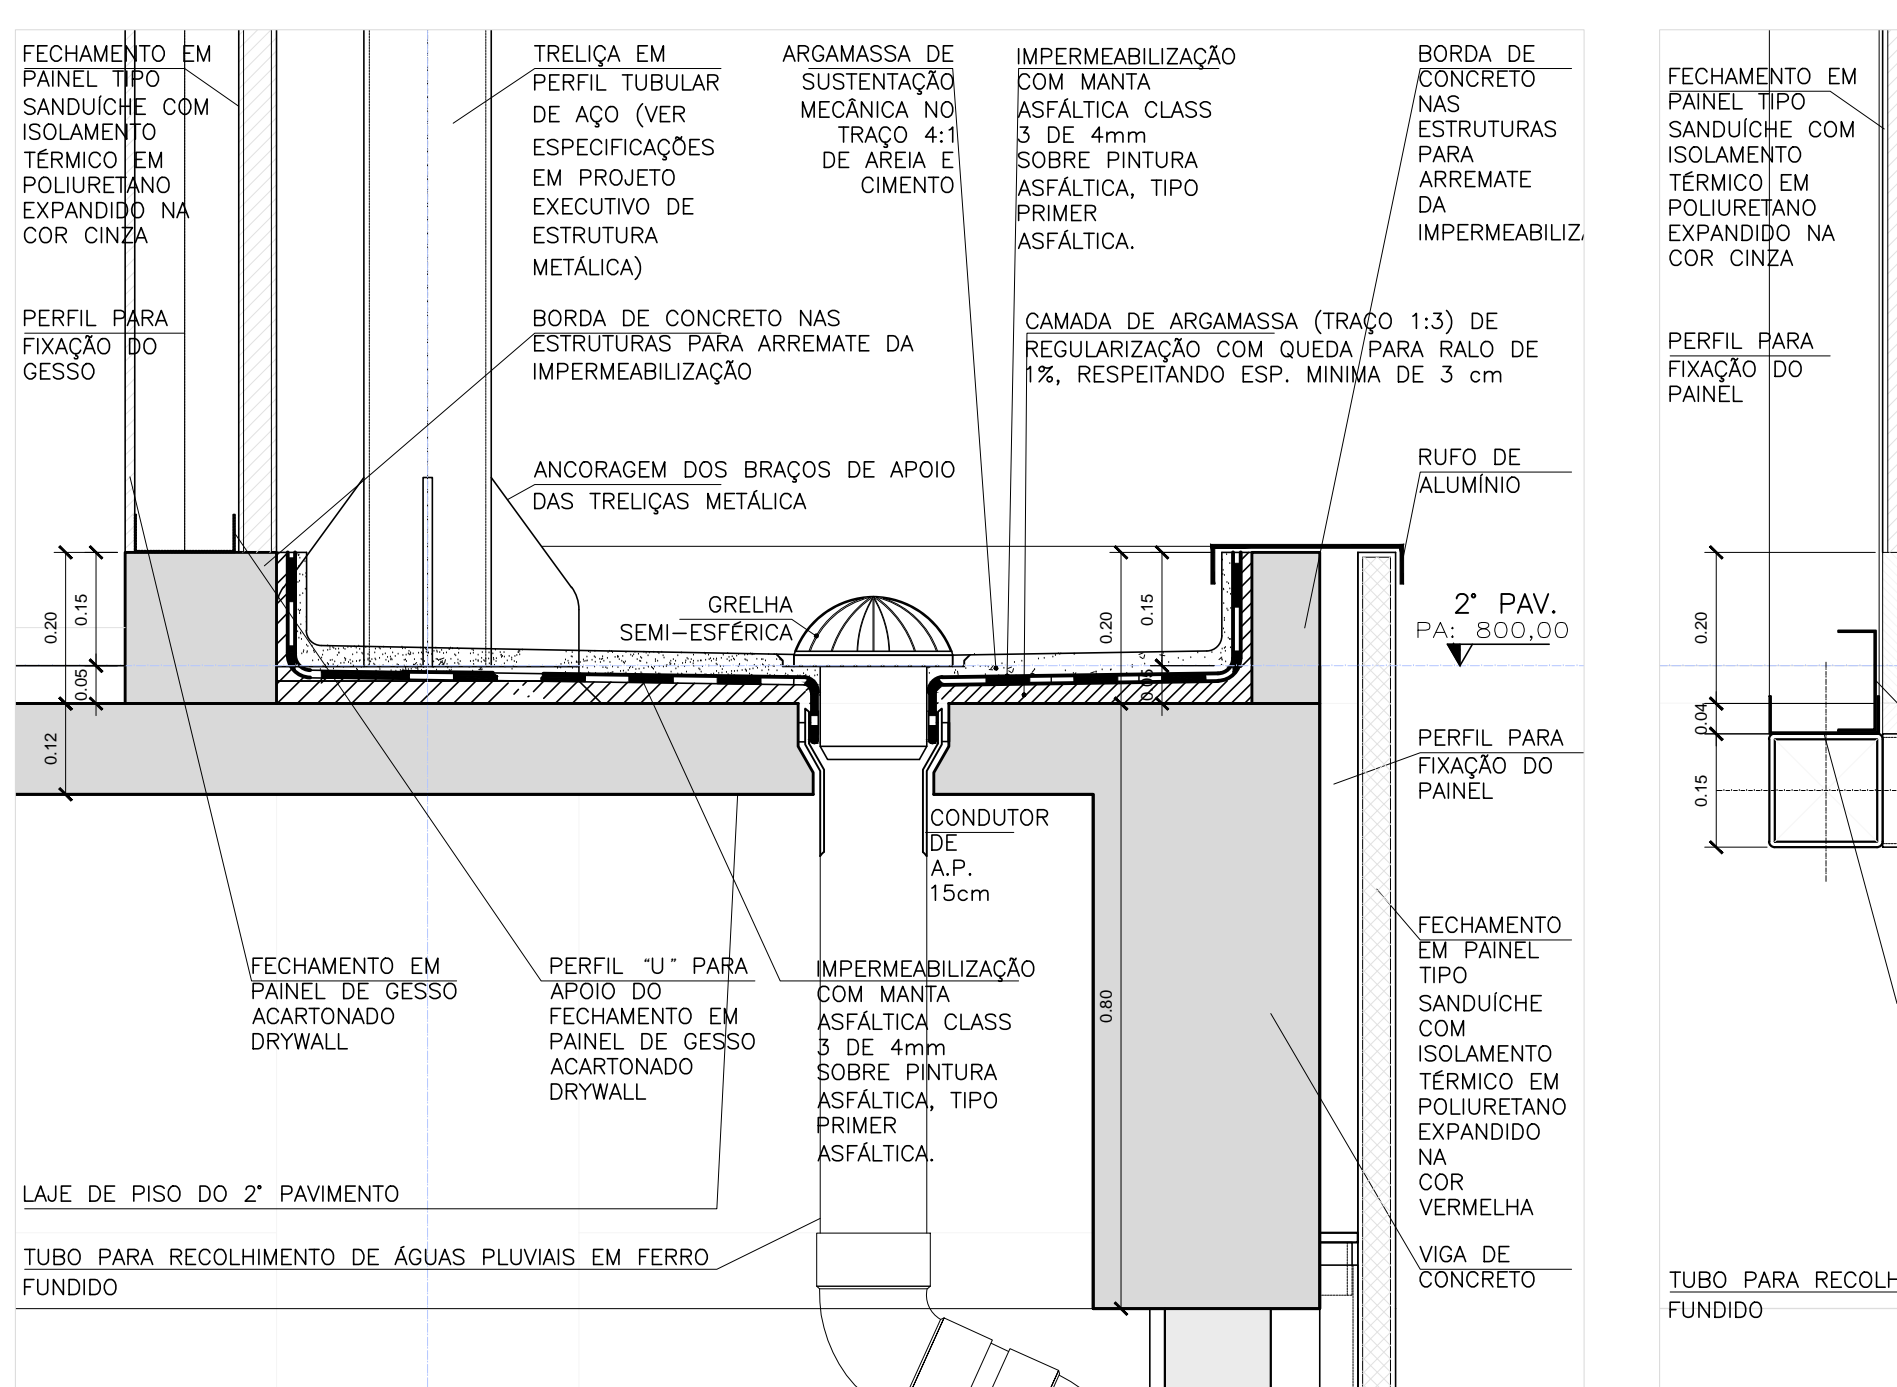 FECHAMENTO EM
PAINEL TIPO
SANDUÍCHE COM
ISOLAMENTO
TÉRMICO EM
POLIURETANO
EXPANDIDO NA
COR CINZA
PERFIL PARA
FIXAÇÃO DO
GESSO
TRELIÇA EM
PERFIL TUBULAR
DE AÇO (VER
ESPECIFICAÇÕES
EM PROJETO
EXECUTIVO DE
ESTRUTURA
METÁLICA)
ARGAMASSA DE
SUSTENTAÇÃO
MECÂNICA NO
TRAÇO 4:1
DE AREIA E
CIMENTO
IMPERMEABILIZAÇÃO
COM MANTA
ASFÁLTICA CLASS
3 DE 4mm
SOBRE PINTURA
ASFÁLTICA, TIPO
PRIMER
ASFÁLTICA.
BORDA DE
CONCRETO
NAS
ESTRUTURAS
PARA
ARREMATE
DA
IMPERMEABILIZ
BORDA DE CONCRETO NAS
ESTRUTURAS PARA ARREMATE DA
IMPERMEABILIZAÇÃO
CAMADA DE ARGAMASSA (TRAÇO 1:3) DE
REGULARIZAÇÃO COM QUEDA PARA RALO DE
1%, RESPEITANDO ESP. MINIMA DE 3 cm
ANCORAGEM DOS BRAÇOS DE APOIO
DAS TRELIÇAS METÁLICA
RUFO DE
ALUMÍNIO
GRELHA
SEMI-ESFÉRICA
2° PAV.
PA: 800,00
0.20
0.15
0.05
0.12
0.20
0.15
0.05
0.80
PERFIL PARA
FIXAÇÃO DO
PAINEL
CONDUTOR
DE
A.P.
15cm
FECHAMENTO
EM PAINEL
TIPO
SANDUÍCHE
COM
ISOLAMENTO
TÉRMICO EM
POLIURETANO
EXPANDIDO
NA
COR
VERMELHA
FECHAMENTO EM
PAINEL DE GESSO
ACARTONADO
DRYWALL
PERFIL “U” PARA
APOIO DO
FECHAMENTO EM
PAINEL DE GESSO
ACARTONADO
DRYWALL
IMPERMEABILIZAÇÃO
COM MANTA
ASFÁLTICA CLASS
3 DE 4mm
SOBRE PINTURA
ASFÁLTICA, TIPO
PRIMER
ASFÁLTICA.
LAJE DE PISO DO 2° PAVIMENTO
TUBO PARA RECOLHIMENTO DE ÁGUAS PLUVIAIS EM FERRO
FUNDIDO
VIGA DE
CONCRETO
FECHAMENTO EM
PAINEL TIPO
SANDUÍCHE COM
ISOLAMENTO
TÉRMICO EM
POLIURETANO
EXPANDIDO NA
COR CINZA
PERFIL PARA
FIXAÇÃO DO
PAINEL
0.20
0.04
0.15
TUBO PARA RECOLH
FUNDIDO